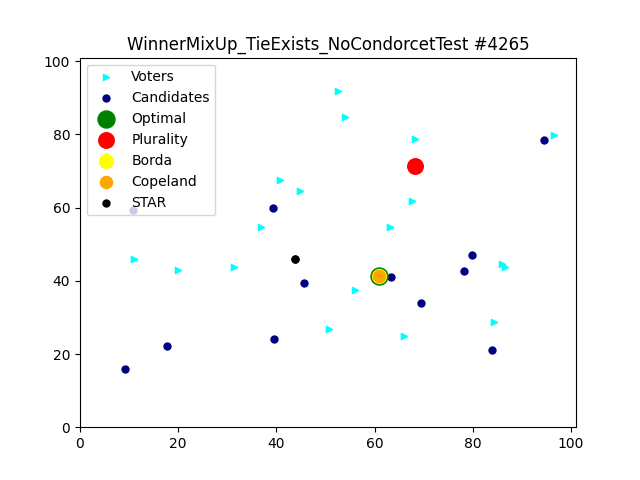 WinnerMixUp_TieExists_NoCondorcetTest #4265
Voters
Candidates
Optimal
Plurality
Borda
Copeland
STAR
100
80
60
40
20
0
0 20 40 60 80 100